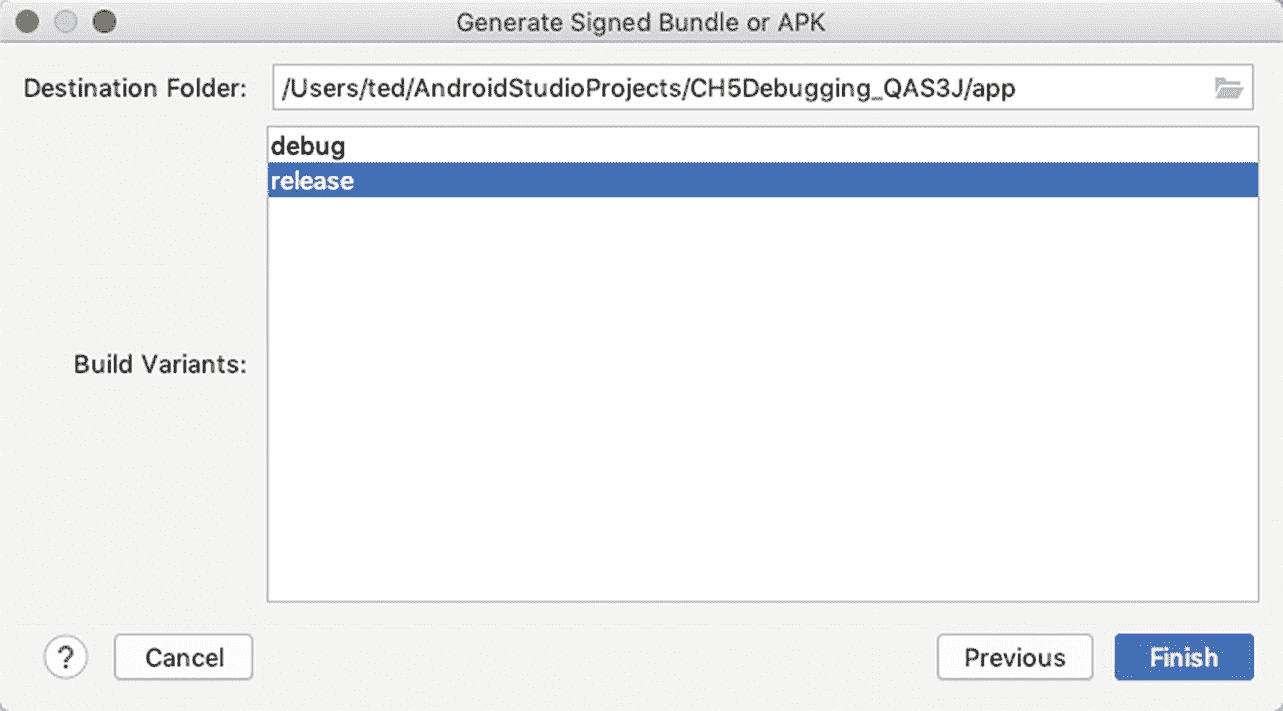 Generate Signed Bundle or APK
Destination Folder: /Users/ted/AndroidStudioProjects/CH5Debugging_QAS3J/app
debug
release
Build Variants:
? Cancel Previous Finish